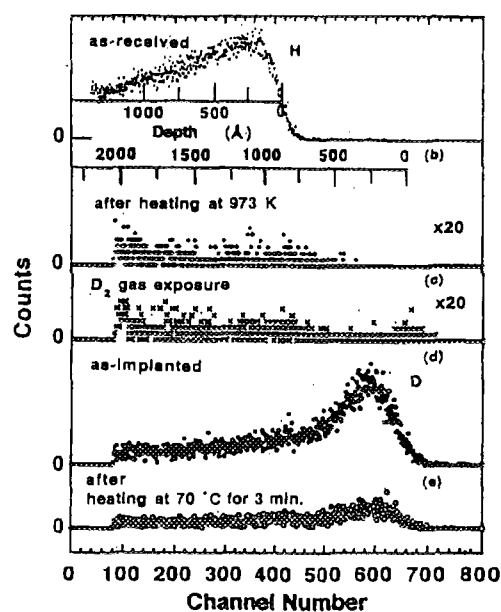 as-received
H
1000 500 0
0
Depth (Å)
2000 1500 1000 500 0 (b)
after heating at 973 K
x20
0
D2 gas exposure
(c)
x20
0
as-implanted
(d)
D
0
after
heating at 70 °C for 3 min.
(e)
0
0 100 200 300 400 500 600 700 800
Channel Number
Counts